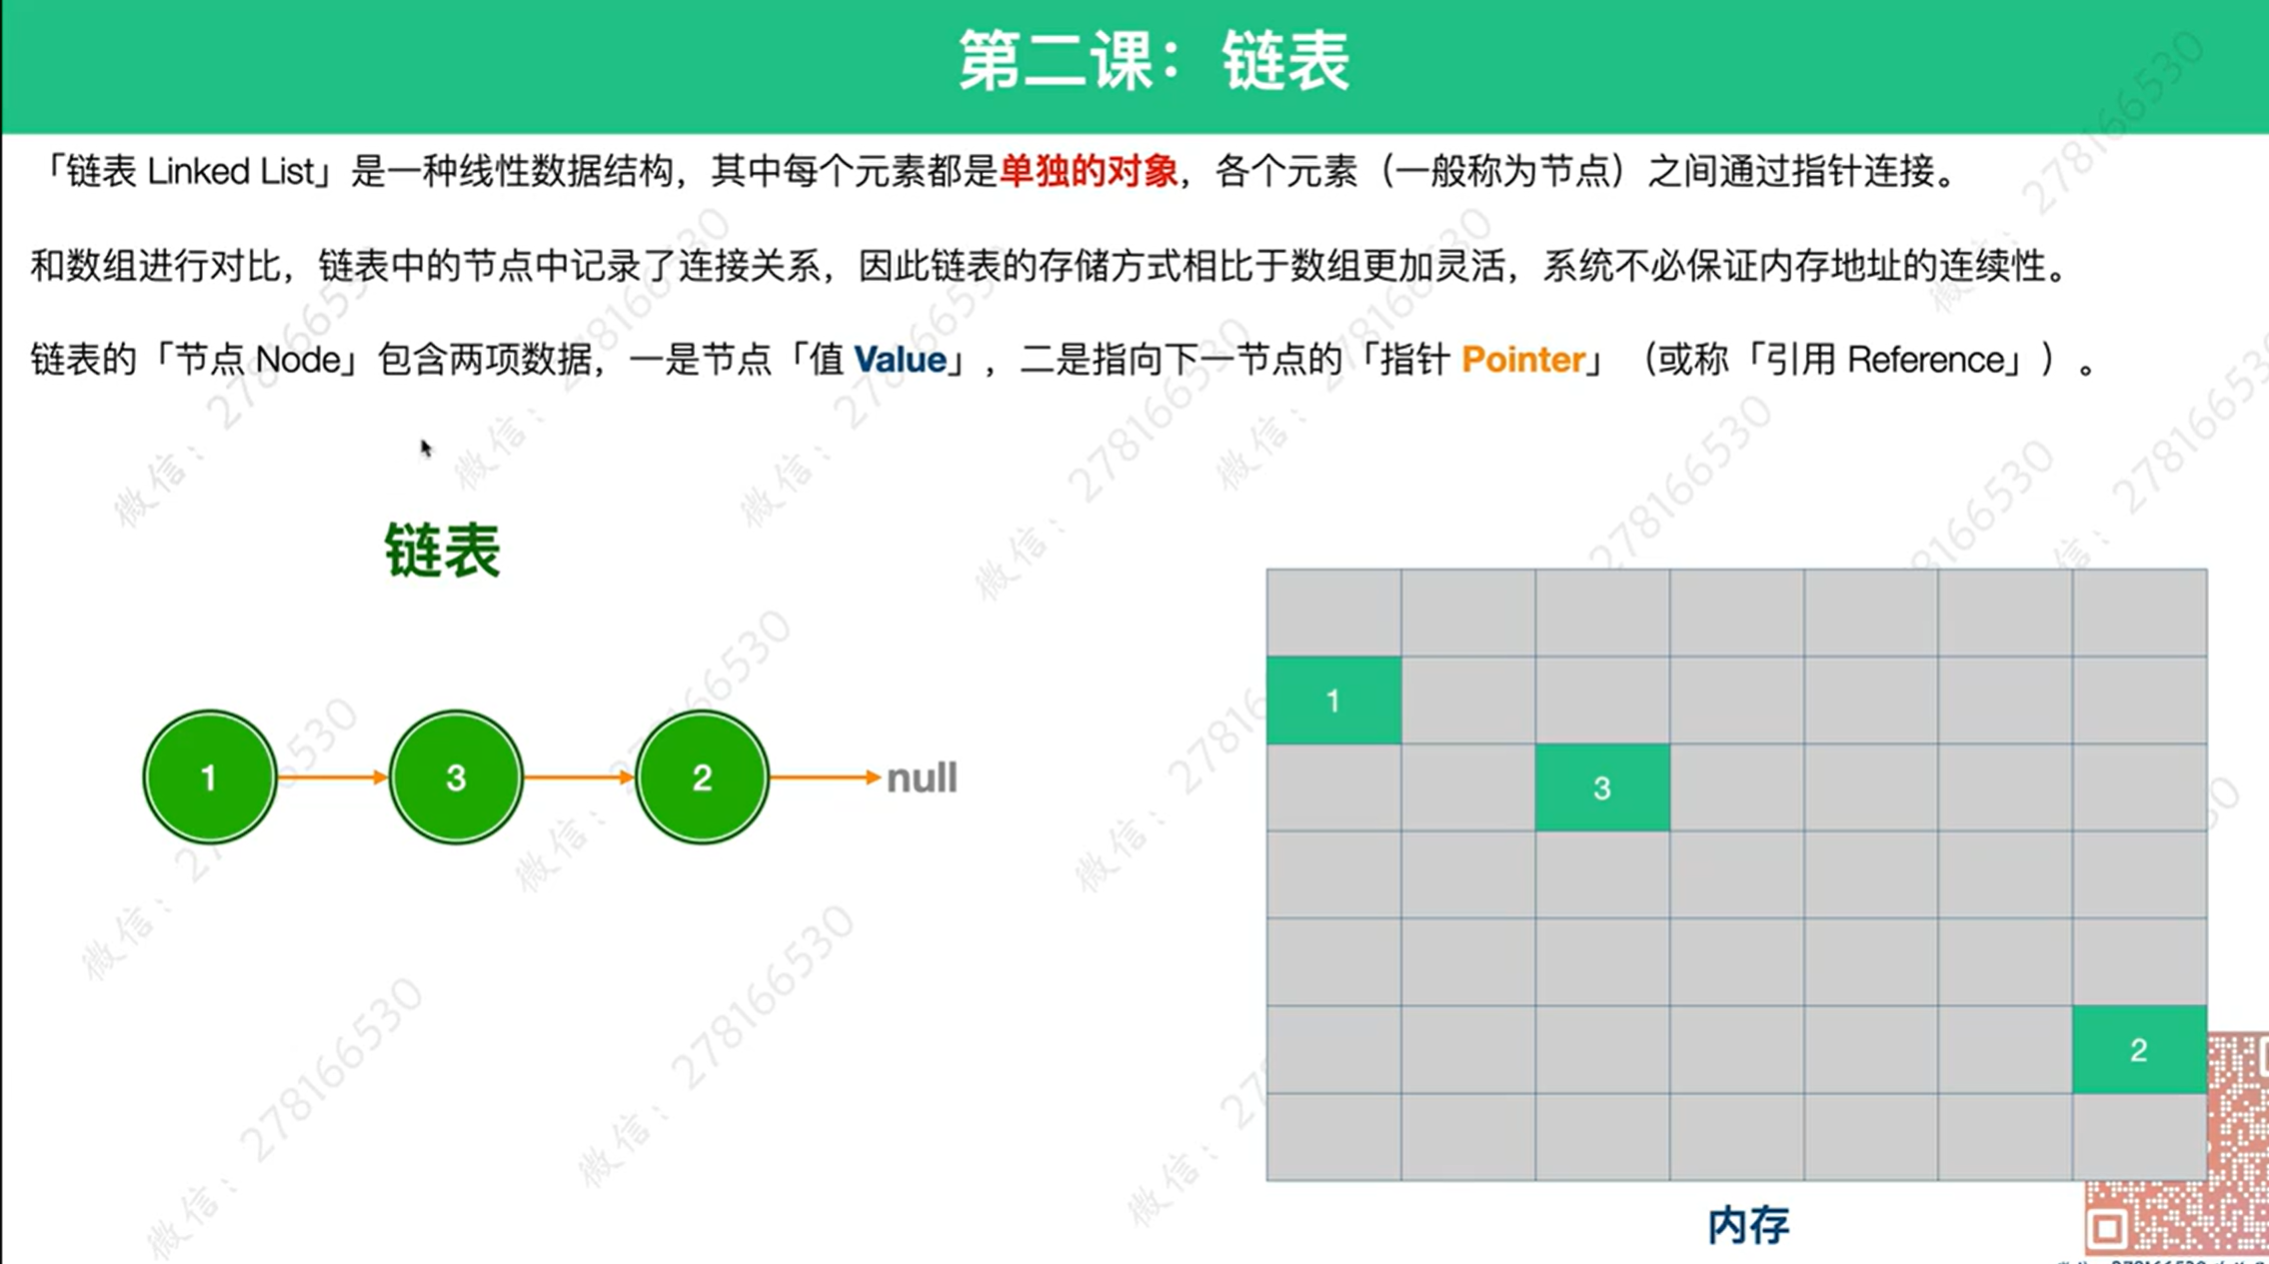 第二课：链表
「链表 Linked List」是一种线性数据结构，其中每个元素都是单独的对象，各个元素（一般称为节点）之间通过指针连接。
和数组进行对比，链表中的节点中记录了连接关系，因此链表的存储方式相比于数组更加灵活，系统不必保证内存地址的连续性。
链表的「节点 Node」包含两项数据，一是节点「值 Value」，二是指向下一节点的「指针 Pointer」（或称「引用 Reference」）。
链表
1 3 2 null
1
3
2
内存
微信：278166530